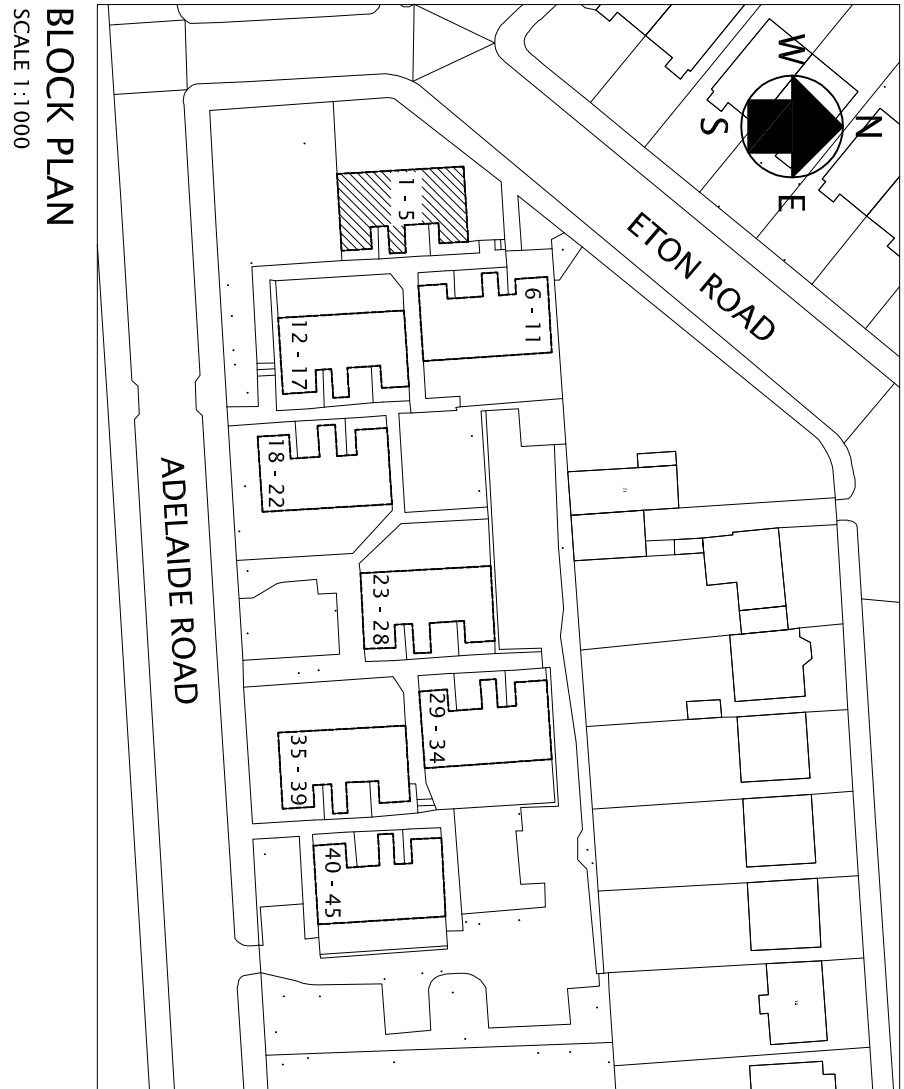 BLOCK PLAN
SCALE 1:1000
W
N
S
E
ETON ROAD
ADELAIDE ROAD
1 - 5
6 - 11
12 - 17
18 - 22
23 - 28
29 - 34
35 - 39
40 - 45